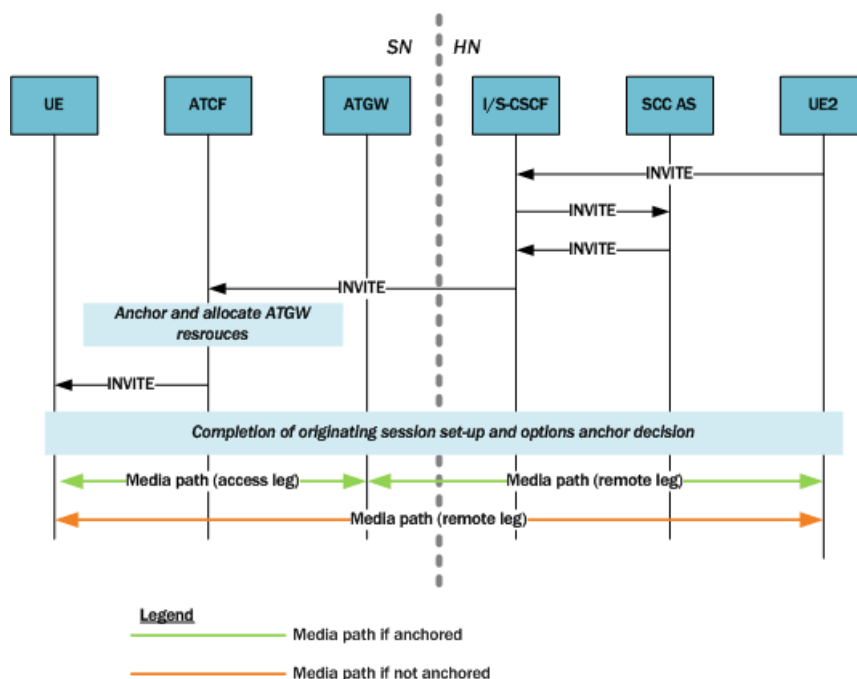 SN HN
UE ATCF ATGW I/S-CSCF SCC AS UE2
INVITE
INVITE
INVITE
INVITE
Anchor and allocate ATGW
resrouces
INVITE
Completion of originating session set-up and options anchor decision
Media path (access leg) Media path (remote leg)
Media path (remote leg)
Legend
Media path if anchored
Media path if not anchored